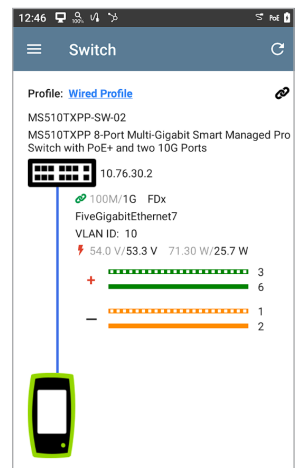 12:46 100% PoE
Switch
Profile: Wired Profile
MS510TXPP-SW-02
MS510TXPP 8-Port Multi-Gigabit Smart Managed Pro
Switch with PoE+ and two 10G Ports
10.76.30.2
100M/1G FDx
FiveGigabitEthernet7
VLAN ID: 10
54.0 V/53.3 V 71.30 W/25.7 W
+ 3
6
— 1
2